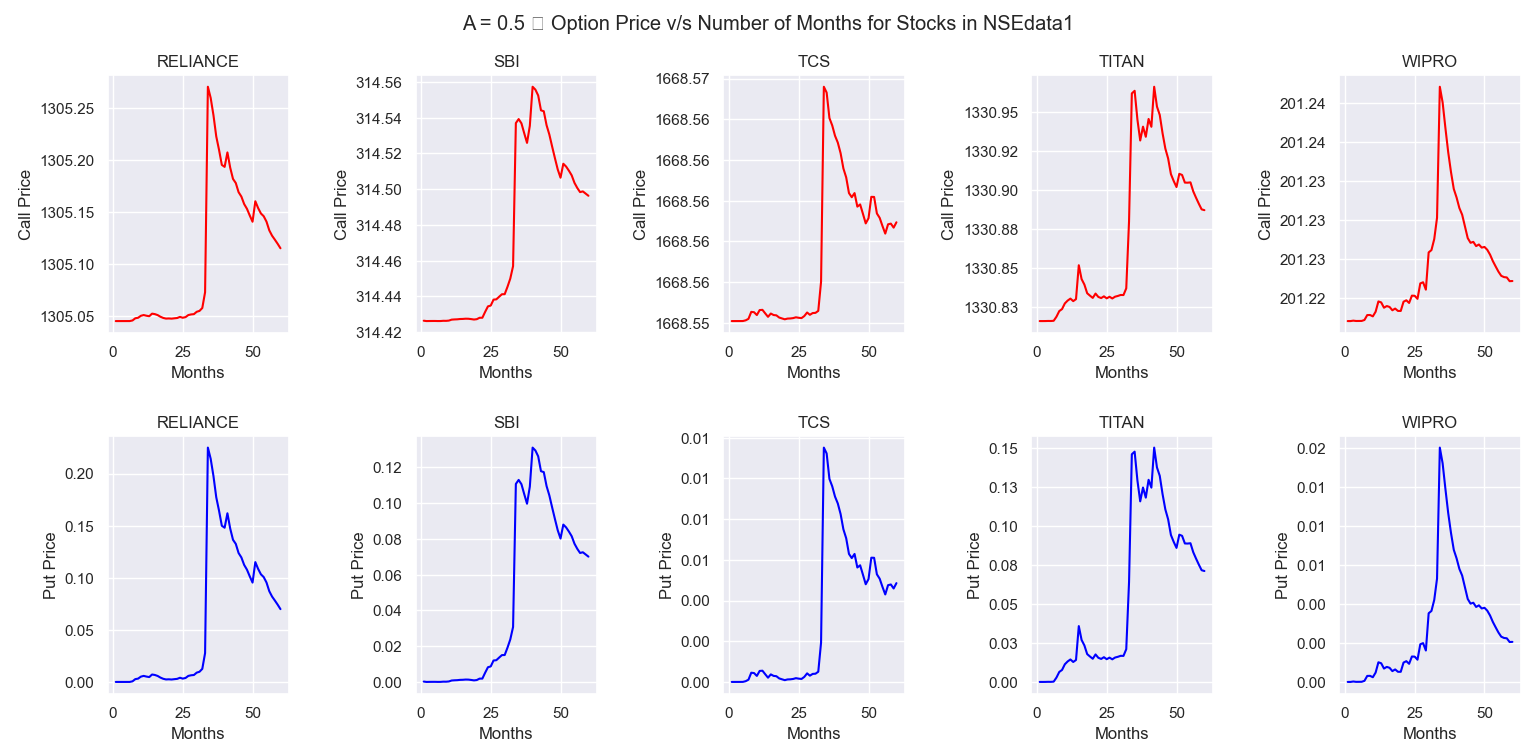 A = 0.5 □ Option Price v/s Number of Months for Stocks in NSEdata1
RELIANCE
SBI
TCS
TITAN
WIPRO
Call Price
1305.25
1305.20
1305.15
1305.10
1305.05
0 25 50
Months
Call Price
314.56
314.54
314.52
314.50
314.48
314.46
314.44
314.42
0 25 50
Months
Call Price
1668.57
1668.56
1668.56
1668.56
1668.56
1668.56
1668.55
0 25 50
Months
Call Price
1330.95
1330.92
1330.90
1330.88
1330.85
1330.83
0 25 50
Months
Call Price
201.24
201.24
201.23
201.23
201.23
201.22
0 25 50
Months
RELIANCE
SBI
TCS
TITAN
WIPRO
Put Price
0.20
0.15
0.10
0.05
0.00
0 25 50
Months
Put Price
0.12
0.10
0.08
0.06
0.04
0.02
0.00
0 25 50
Months
Put Price
0.01
0.01
0.01
0.01
0.00
0.00
0.00
0 25 50
Months
Put Price
0.15
0.13
0.10
0.08
0.05
0.03
0.00
0 25 50
Months
Put Price
0.02
0.01
0.01
0.01
0.00
0.00
0.00
0 25 50
Months